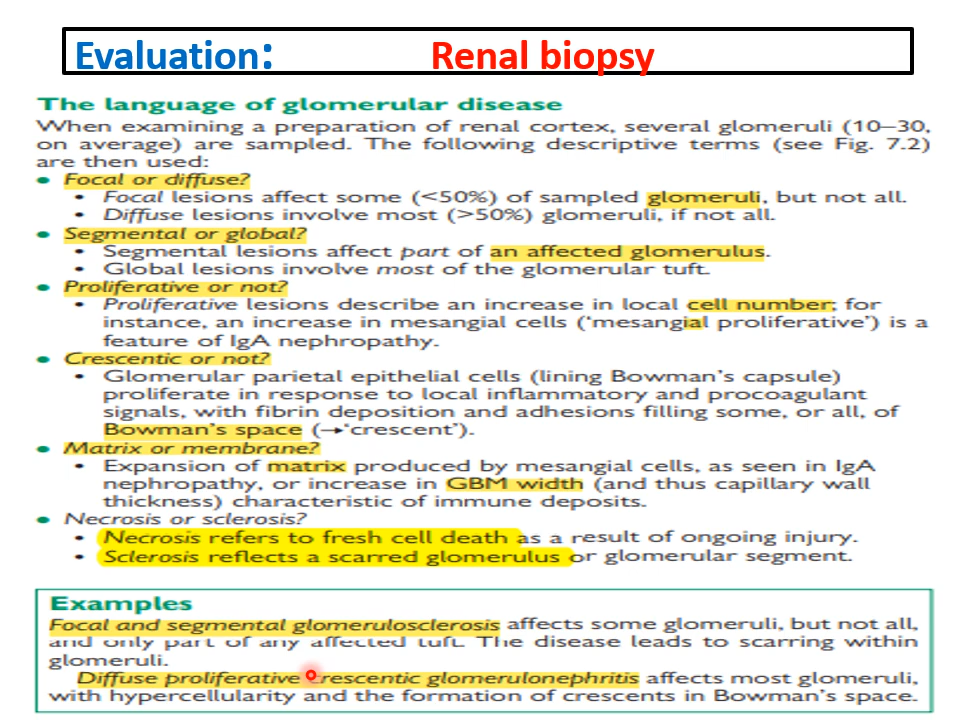 Evaluation: Renal biopsy
The language of glomerular disease
When examining a preparation of renal cortex, several glomeruli (10–30,
on average) are sampled. The following descriptive terms (see Fig. 7.2)
are then used:
• Focal or diffuse?
• Focal lesions affect some (<50%) of sampled glomeruli, but not all.
• Diffuse lesions involve most (>50%) glomeruli, if not all.
• Segmental or global?
• Segmental lesions affect part of an affected glomerulus.
• Global lesions involve most of the glomerular tuft.
• Proliferative or not?
• Proliferative lesions describe an increase in local cell number; for
instance, an increase in mesangial cells (‘mesangial proliferative’) is a
feature of IgA nephropathy.
• Crescentic or not?
• Glomerular parietal epithelial cells (lining Bowman’s capsule)
proliferate in response to local inflammatory and procoagulant
signals, with fibrin deposition and adhesions filling some, or all, of
Bowman’s space (→‘crescent’).
• Matrix or membrane?
• Expansion of matrix produced by mesangial cells, as seen in IgA
nephropathy, or increase in GBM width (and thus capillary wall
thickness) characteristic of immune deposits.
• Necrosis or sclerosis?
• Necrosis refers to fresh cell death as a result of ongoing injury.
• Sclerosis reflects a scarred glomerulus or glomerular segment.
Examples
Focal and segmental glomerulosclerosis affects some glomeruli, but not all,
and only part of any affected tuft. The disease leads to scarring within
glomeruli.
Diffuse proliferative crescentic glomerulonephritis affects most glomeruli,
with hypercellularity and the formation of crescents in Bowman’s space.